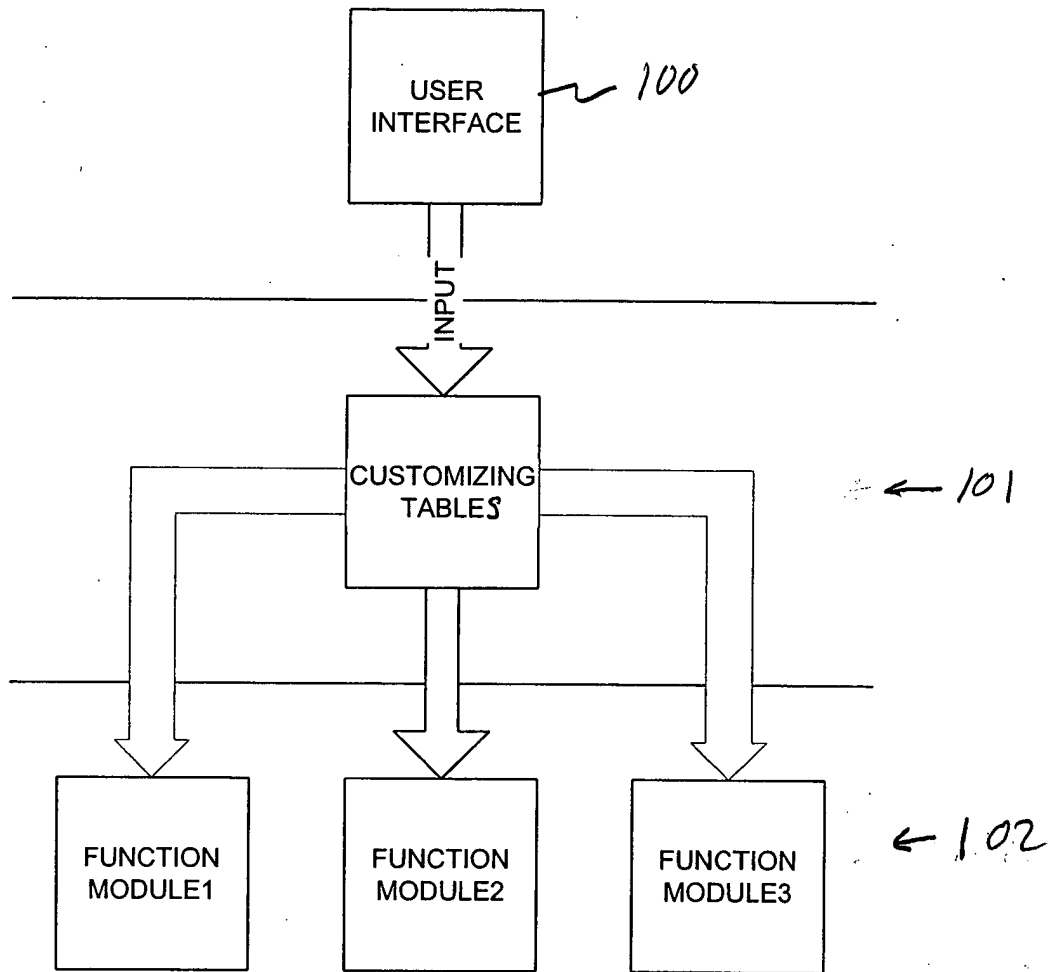 USER
INTERFACE
100
INPUT
CUSTOMIZING
TABLES
101
FUNCTION
MODULE1
FUNCTION
MODULE2
FUNCTION
MODULE3
102